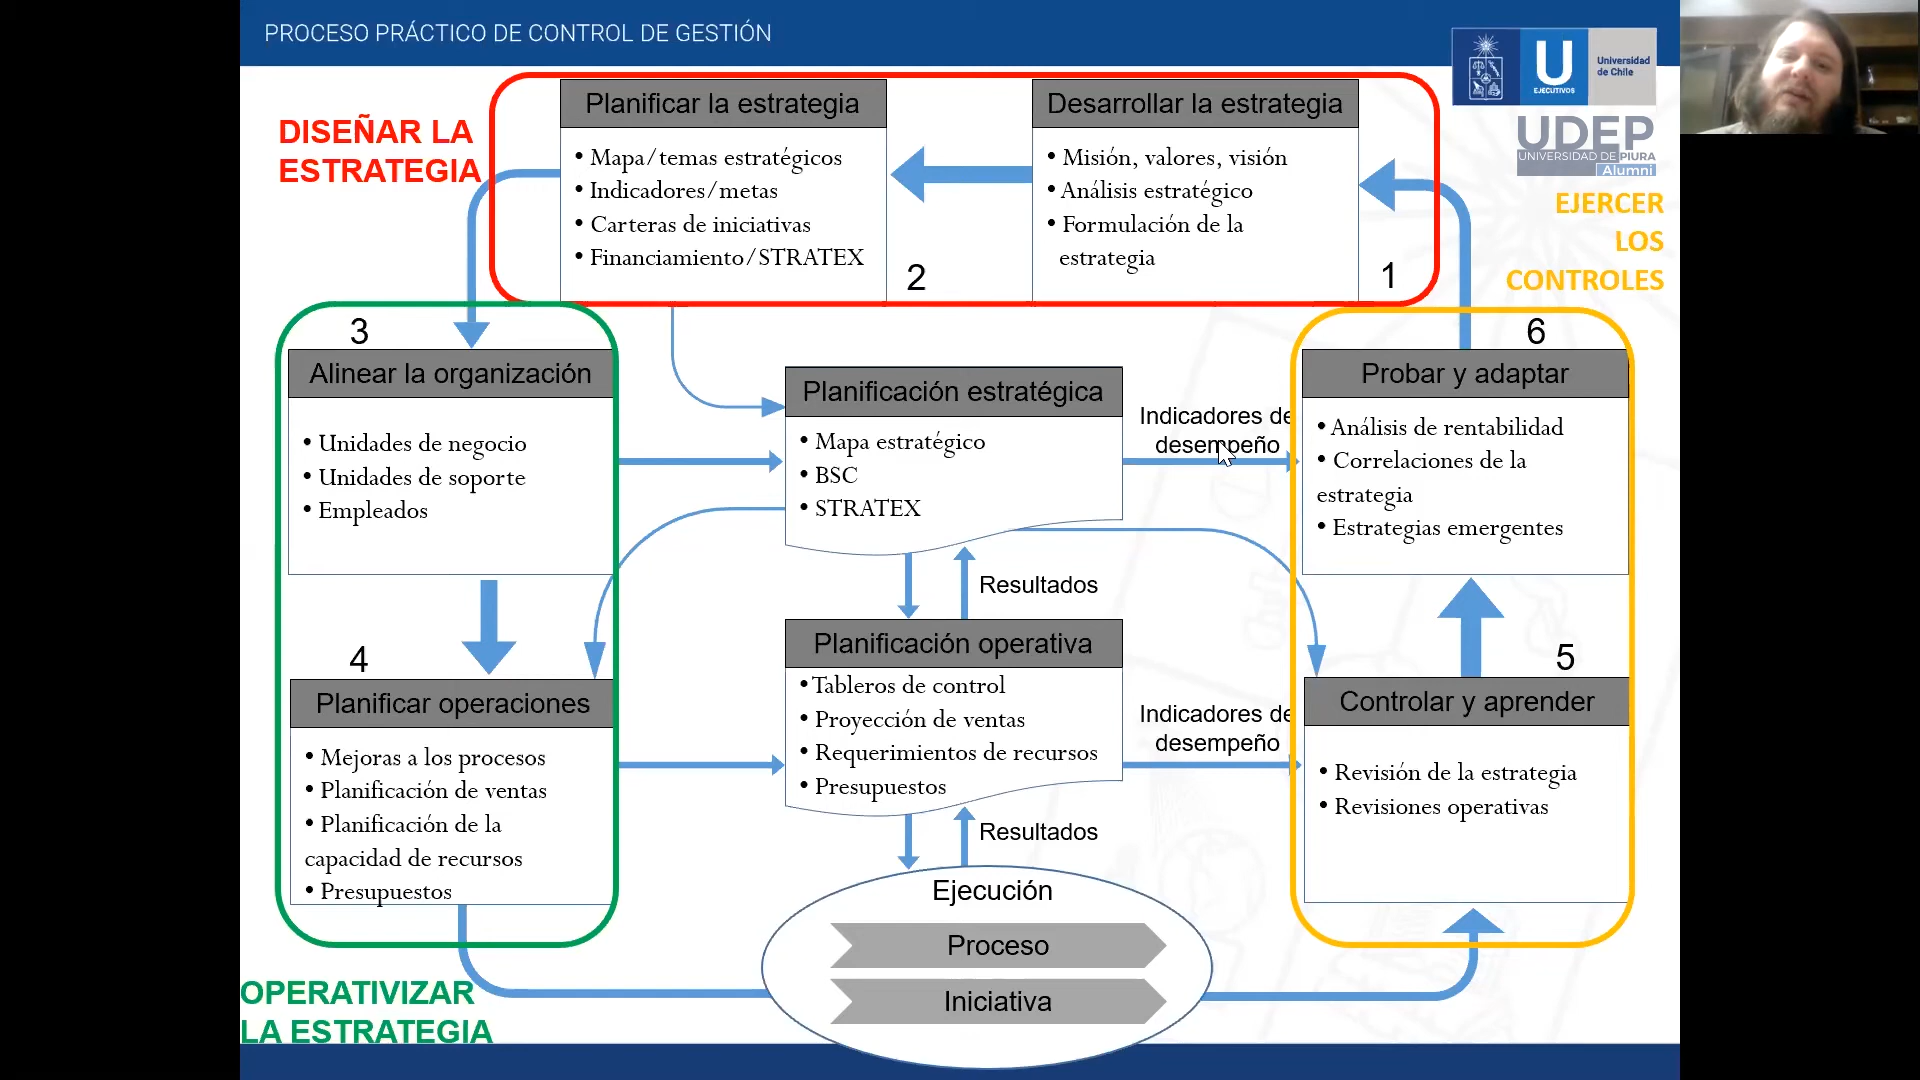 PROCESO PRÁCTICO DE CONTROL DE GESTIÓN
U
EJECUTIVOS
Universidad
de Chile
UDEP
UNIVERSIDAD DE PIURA
Alumni
DISEÑAR LA
ESTRATEGIA
Planificar la estrategia
• Mapa/temas estratégicos
• Indicadores/metas
• Carteras de iniciativas
• Financiamiento/STRATEX
2
Desarrollar la estrategia
• Misión, valores, visión
• Análisis estratégico
• Formulación de la
estrategia
1
EJERCER
LOS
CONTROLES
3
Alinear la organización
• Unidades de negocio
• Unidades de soporte
• Empleados
Planificación estratégica
• Mapa estratégico
• BSC
• STRATEX
Indicadores de
desempeño
6
Probar y adaptar
• Análisis de rentabilidad
• Correlaciones de la
estrategia
• Estrategias emergentes
Resultados
4
Planificar operaciones
• Mejoras a los procesos
• Planificación de ventas
• Planificación de la
capacidad de recursos
• Presupuestos
Planificación operativa
• Tableros de control
• Proyección de ventas
• Requerimientos de recursos
• Presupuestos
Indicadores de
desempeño
5
Controlar y aprender
• Revisión de la estrategia
• Revisiones operativas
Resultados
Ejecución
Proceso
Iniciativa
OPERATIVIZAR
LA ESTRATEGIA